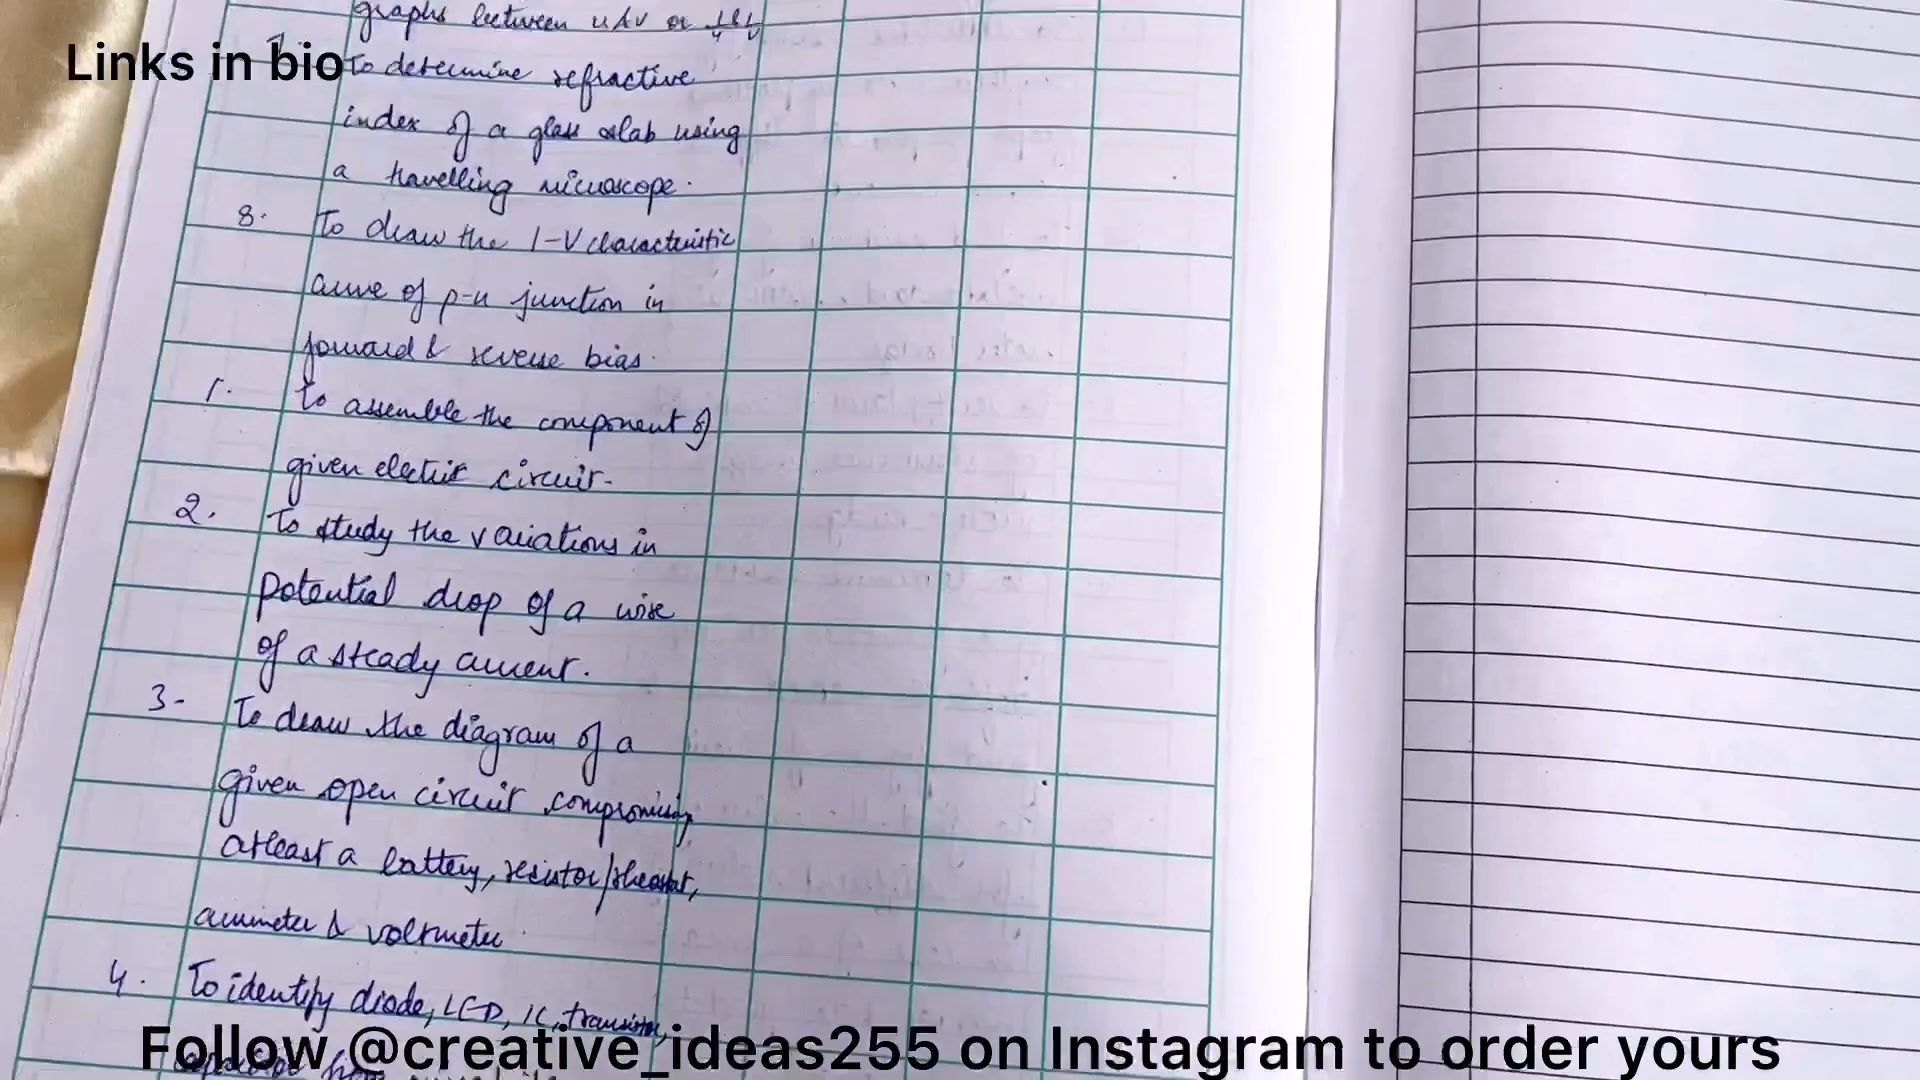 graphs between u & v or
Links in bio
To determine refractive
index of a glass slab using
a travelling microscope.
8. To draw the I-V characteristic
curve of p-n junction in
forward & reverse bias.
1. To assemble the component of
given electric circuit.
2. To study the variations in
potential drop of a wire
of a steady current.
3- To draw the diagram of a
given open circuit compromising
atleast a battery, resistor/rheostat,
ammeter & voltmeter.
4. To identify diode, LED, IC, transistor,
Follow @creative_ideas255 on Instagram to order yours